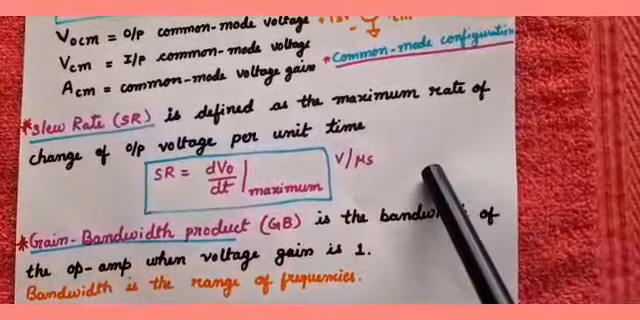 Vocm = O/P common-mode voltage
Vcm = I/P common-mode voltage
Acm = common-mode voltage gain *Common-mode configuration
*Slew Rate (SR) is defined as the maximum rate of
change of O/P voltage per unit time
SR = dVo/dt | maximum V/μs
*Gain-Bandwidth product (GB) is the of
the op-amp when voltage gain is 1.
Bandwidth is the range of frequencies.